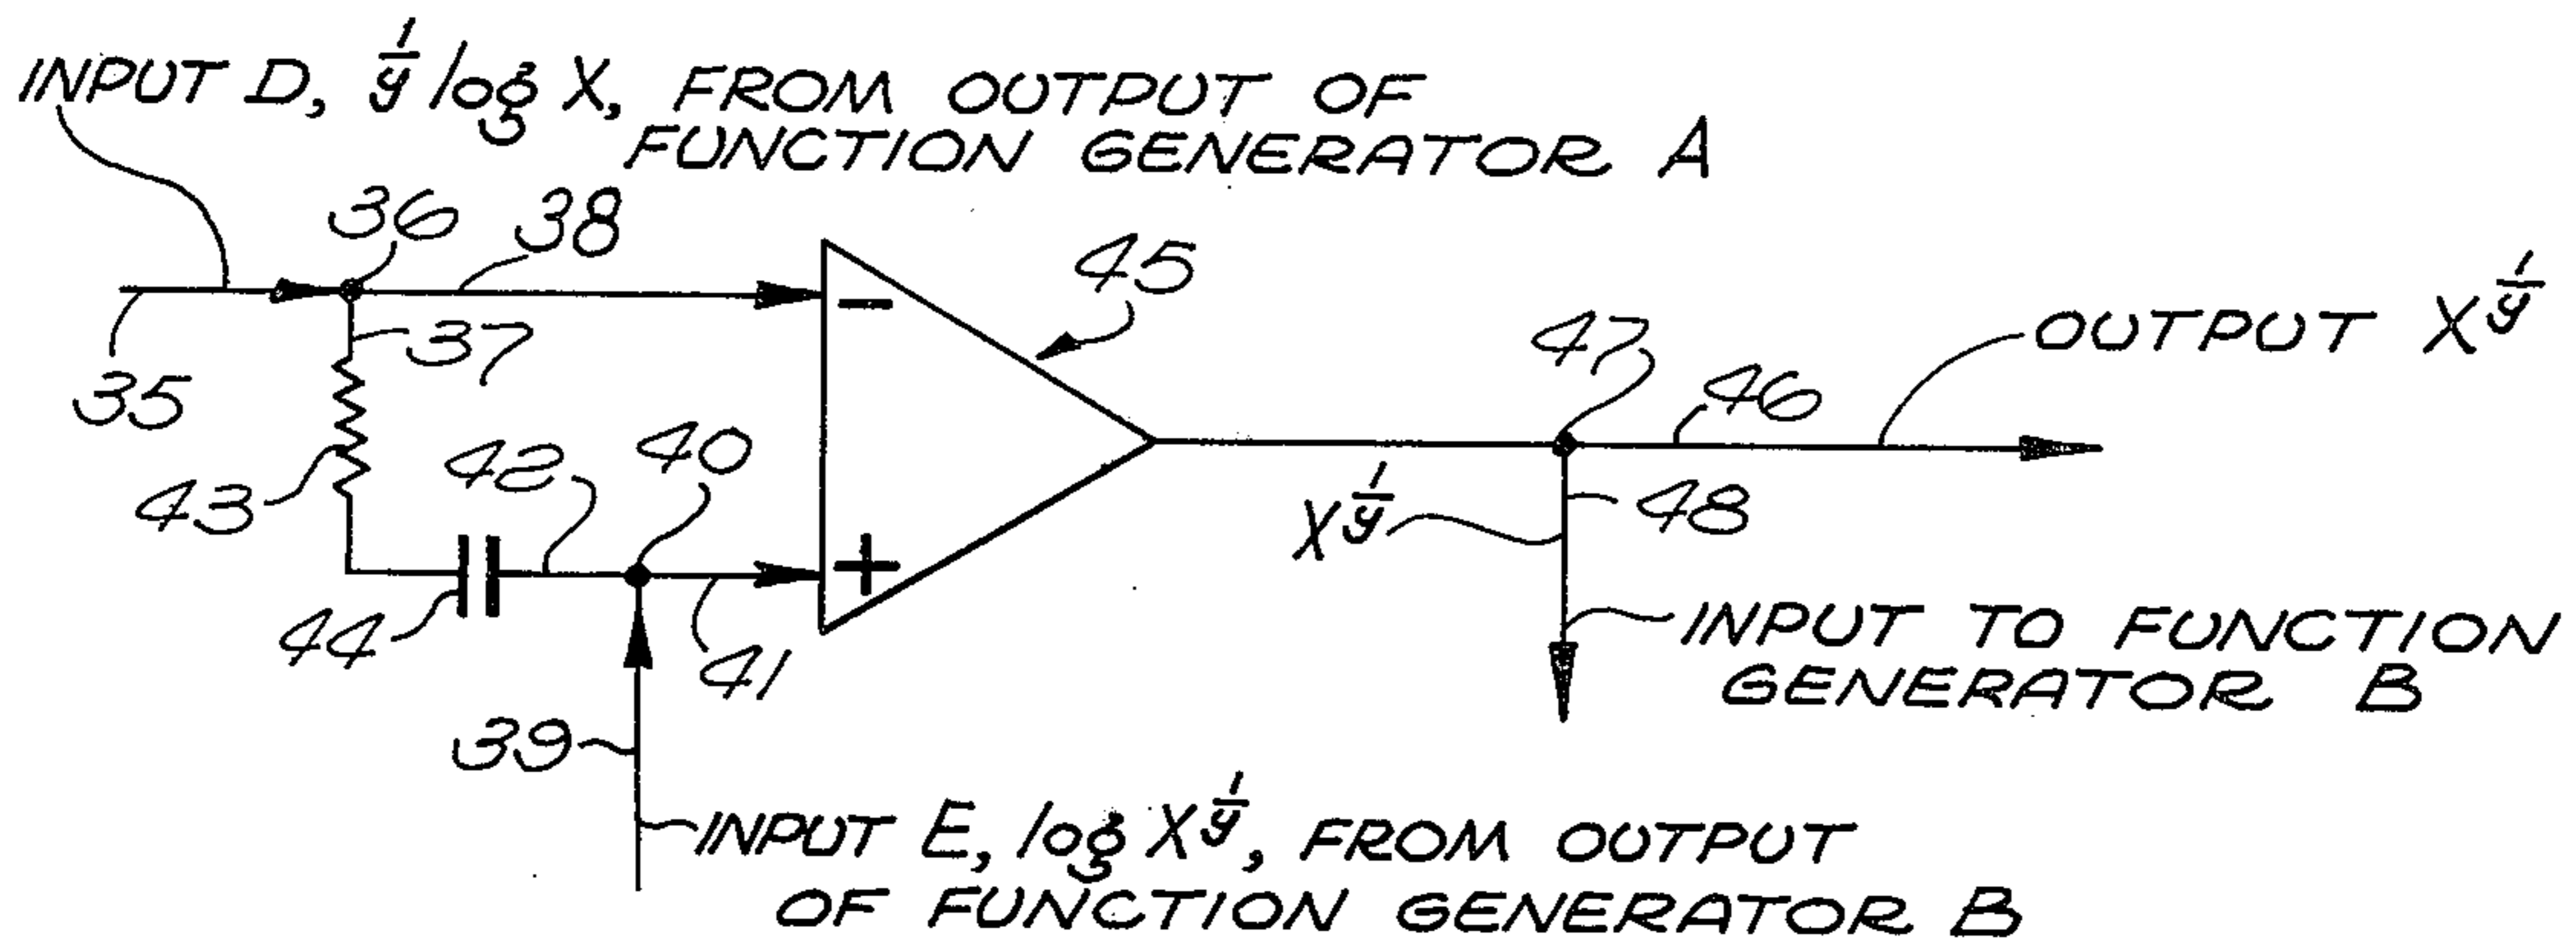 INPUT D, 1/y log X, FROM OUTPUT OF
FUNCTION GENERATOR A
36
38
45
35
37
47
46
OUTPUT X^1/y
43
42
40
X^1/y
48
44
41
INPUT TO FUNCTION
GENERATOR B
−
+
39
INPUT E, log X^1/y, FROM OUTPUT
OF FUNCTION GENERATOR B